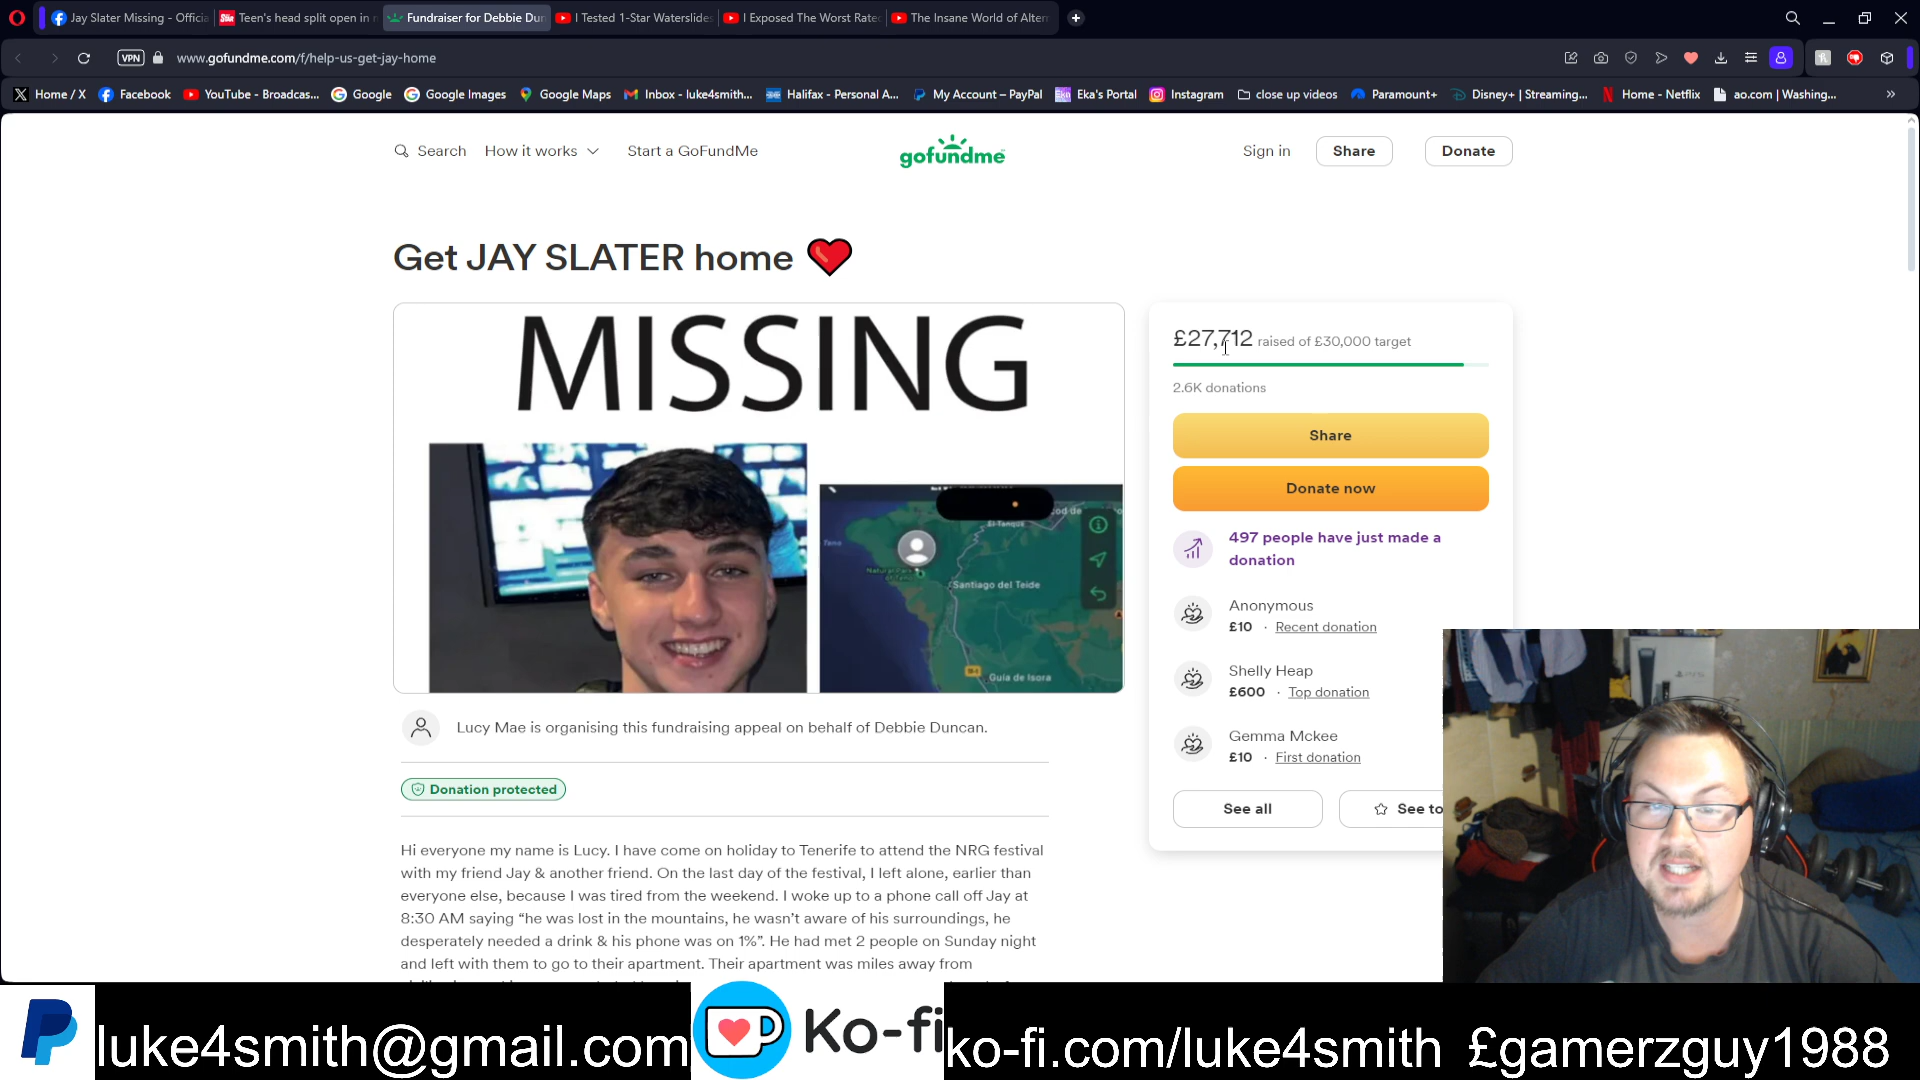 Jay Slater Missing - Officia
Teen's head split open in
Fundraiser for Debbie Dun
I Tested 1-Star Waterslides
I Exposed The Worst Rate
The Insane World of Altern
VPN
www.gofundme.com/f/help-us-get-jay-home
Home / X
Facebook
YouTube - Broadcas...
Google
Google Images
Google Maps
Inbox - luke4smith...
Halifax - Personal A...
My Account – PayPal
Eka's Portal
Instagram
close up videos
Paramount+
Disney+ | Streaming...
Home - Netflix
ao.com | Washing...
Search
How it works
Start a GoFundMe
gofundme
Sign in
Share
Donate
Get JAY SLATER home
MISSING
Santiago del Teide
Guía de Isora
£27,712 raised of £30,000 target
2.6K donations
Share
Donate now
497 people have just made a
donation
Anonymous
£10 · Recent donation
Shelly Heap
£600 · Top donation
Gemma Mckee
£10 · First donation
See all
See to
Lucy Mae is organising this fundraising appeal on behalf of Debbie Duncan.
Donation protected
Hi everyone my name is Lucy. I have come on holiday to Tenerife to attend the NRG festival
with my friend Jay & another friend. On the last day of the festival, I left alone, earlier than
everyone else, because I was tired from the weekend. I woke up to a phone call off Jay at
8:30 AM saying “he was lost in the mountains, he wasn’t aware of his surroundings, he
desperately needed a drink & his phone was on 1%”. He had met 2 people on Sunday night
and left with them to go to their apartment. Their apartment was miles away from
luke4smith@gmail.com
Ko-fi
ko-fi.com/luke4smith £gamerzguy1988